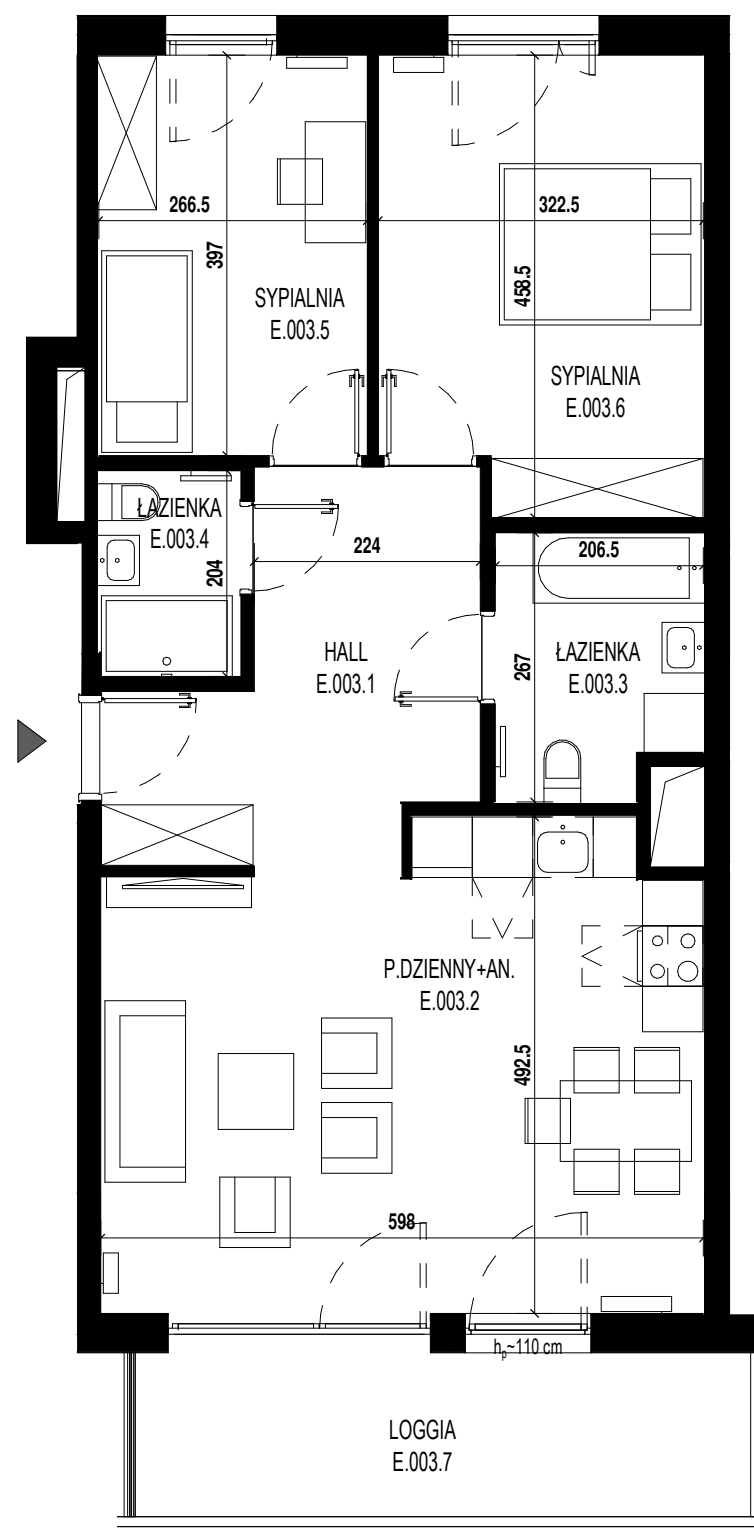 266.5
322.5
397
458.5
SYPIALNIA
E.003.5
SYPIALNIA
E.003.6
ŁAZIENKA
E.003.4
204
224
206.5
HALL
E.003.1
267
ŁAZIENKA
E.003.3
P.DZIENNY+AN.
E.003.2
492.5
598
hp~110 cm
LOGGIA
E.003.7